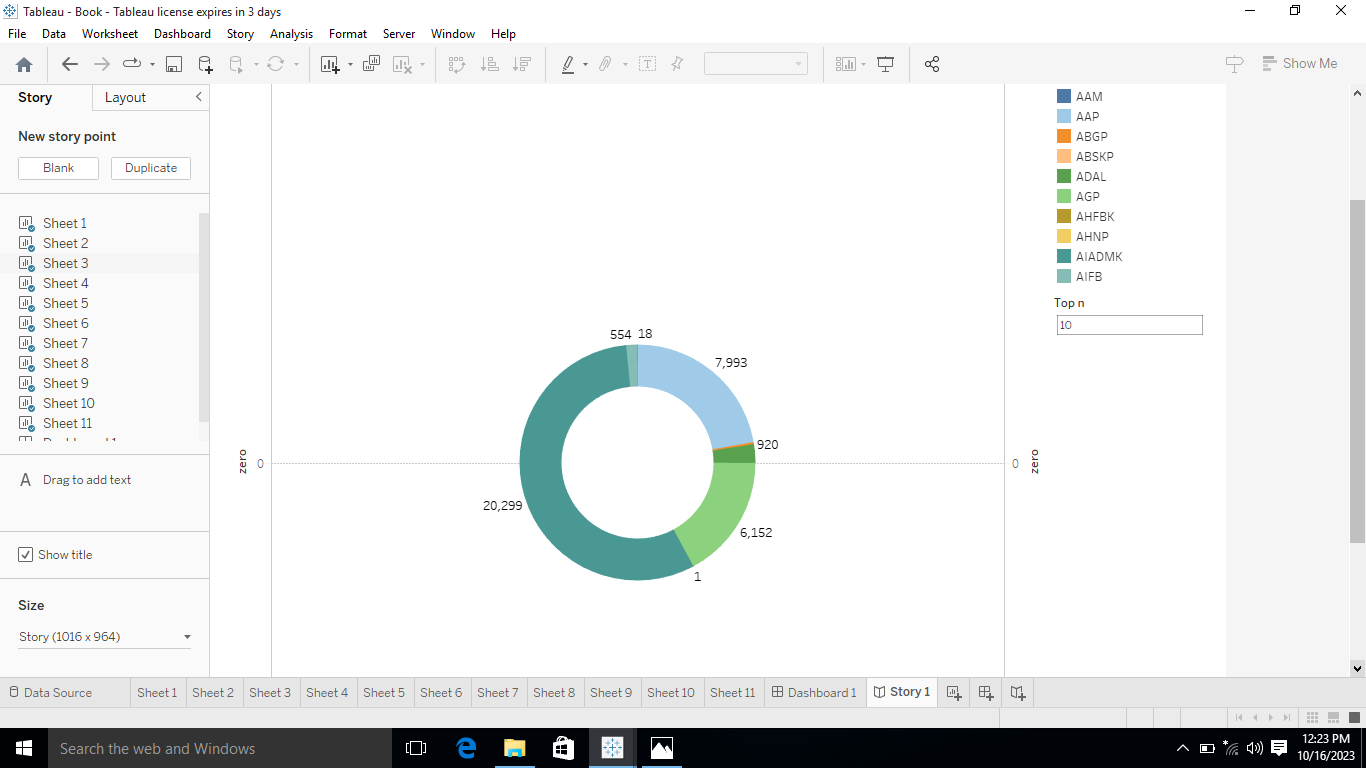 Tableau - Book - Tableau license expires in 3 days
File Data Worksheet Dashboard Story Analysis Format Server Window Help
Show Me
Story Layout
New story point
Blank Duplicate
Sheet 1
Sheet 2
Sheet 3
Sheet 4
Sheet 5
Sheet 6
Sheet 7
Sheet 8
Sheet 9
Sheet 10
Sheet 11
A Drag to add text
Show title
Size
Story (1016 x 964)
zero
0
554 18
7,993
920
20,299
6,152
1
0
zero
AAM
AAP
ABGP
ABSKP
ADAL
AGP
AHFBK
AHNP
AIADMK
AIFB
Top n
10
Data Source Sheet 1 Sheet 2 Sheet 3 Sheet 4 Sheet 5 Sheet 6 Sheet 7 Sheet 8 Sheet 9 Sheet 10 Sheet 11 Dashboard 1 Story 1
Search the web and Windows
12:23 PM
10/16/2023